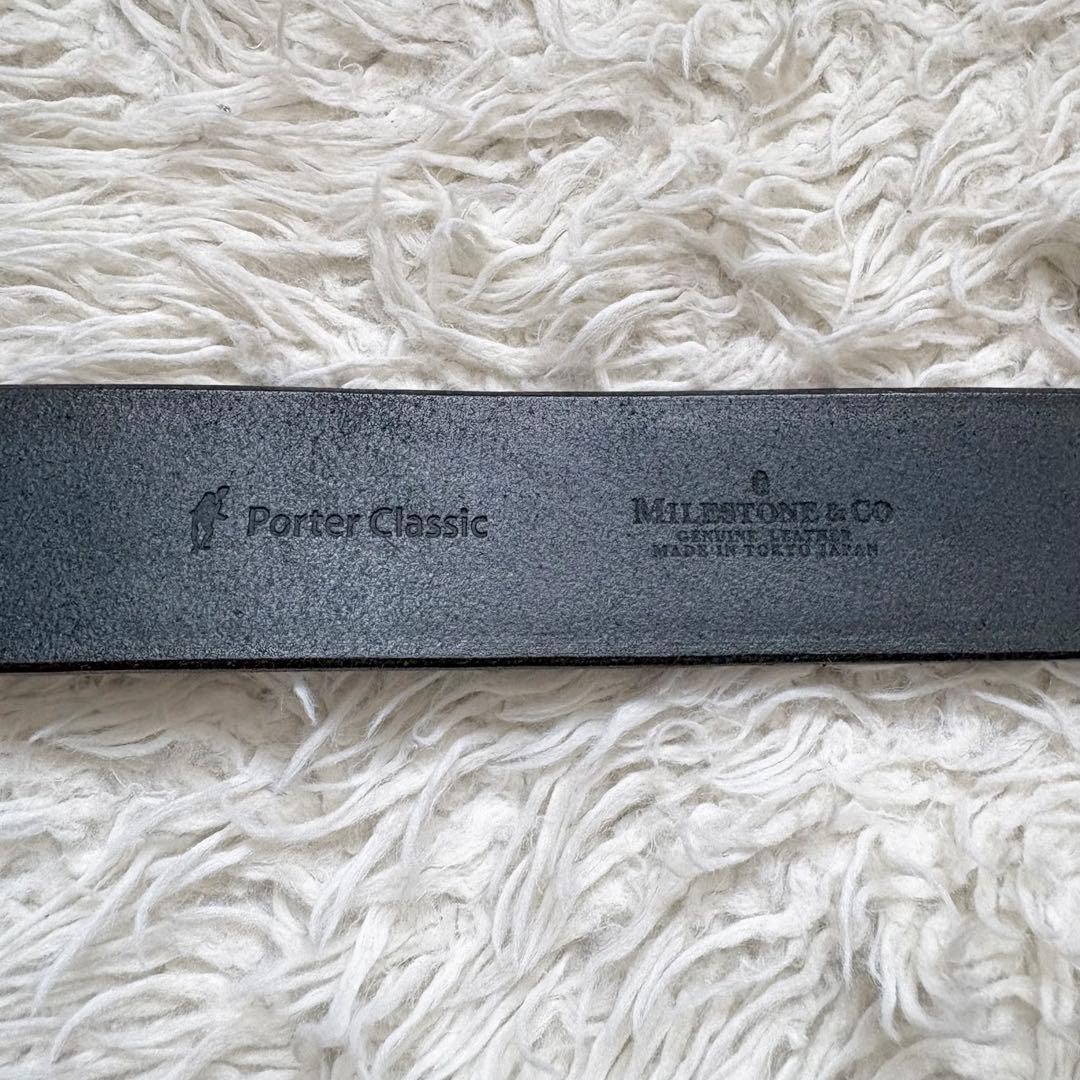 Porter Classic
MILESTONE & CO
GENUINE LEATHER
MADE IN TOKYO JAPAN